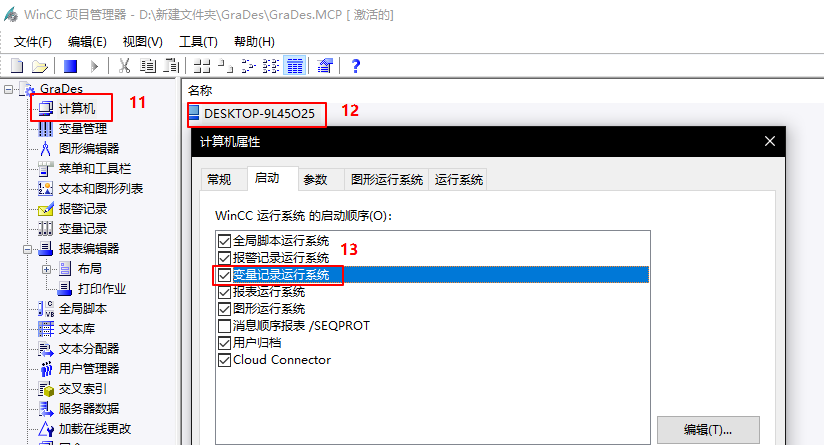 WinCC 项目管理器 - D:\新建文件夹\GraDes\GraDes.MCP [ 激活的]
文件(F) 编辑(E) 视图(V) 工具(T) 帮助(H)
GraDes
计算机
11
变量管理
图形编辑器
菜单和工具栏
文本和图形列表
报警记录
变量记录
报表编辑器
布局
打印作业
全局脚本
文本库
文本分配器
用户管理器
交叉索引
服务器数据
加载在线更改
名称
DESKTOP-9L45O25
12
计算机属性
常规 启动 参数 图形运行系统 运行系统
WinCC 运行系统 的启动顺序(O):
全局脚本运行系统
报警记录运行系统
13
变量记录运行系统
报表运行系统
图形运行系统
消息顺序报表 /SEQPROT
用户归档
Cloud Connector
编辑(T)...